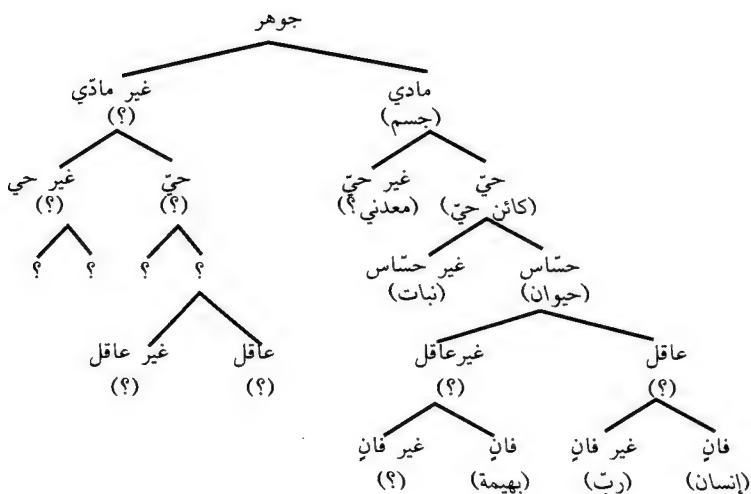 جوهر
مادي غير مادّي
(جسم) (؟)
حيّ غير حيّ حيّ غير حي
(كائن حيّ) (معدني؟) (؟) (؟)
حسّاس غير حسّاس ؟ ؟ ؟ ؟
(حيوان) (نبات)
عاقل غيرعاقل عاقل غير عاقل
(؟) (؟) (؟) (؟)
فانٍ غير فانٍ فانٍ غير فانٍ
(إنسان) (ربّ) (بهيمة) (؟)